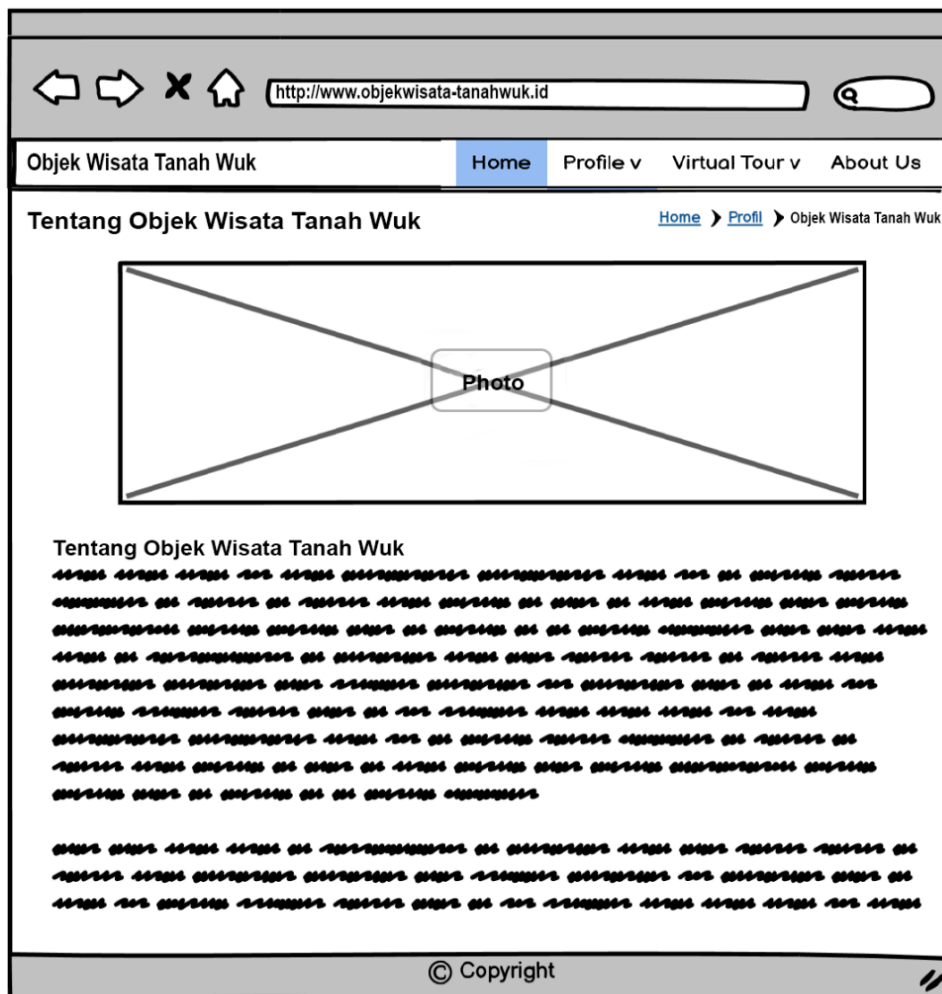 http://www.objekwisata-tanahwuk.id
Objek Wisata Tanah Wuk Home Profile v Virtual Tour v About Us
Tentang Objek Wisata Tanah Wuk Home ❯ Profil ❯ Objek Wisata Tanah Wuk
Photo
Tentang Objek Wisata Tanah Wuk
© Copyright